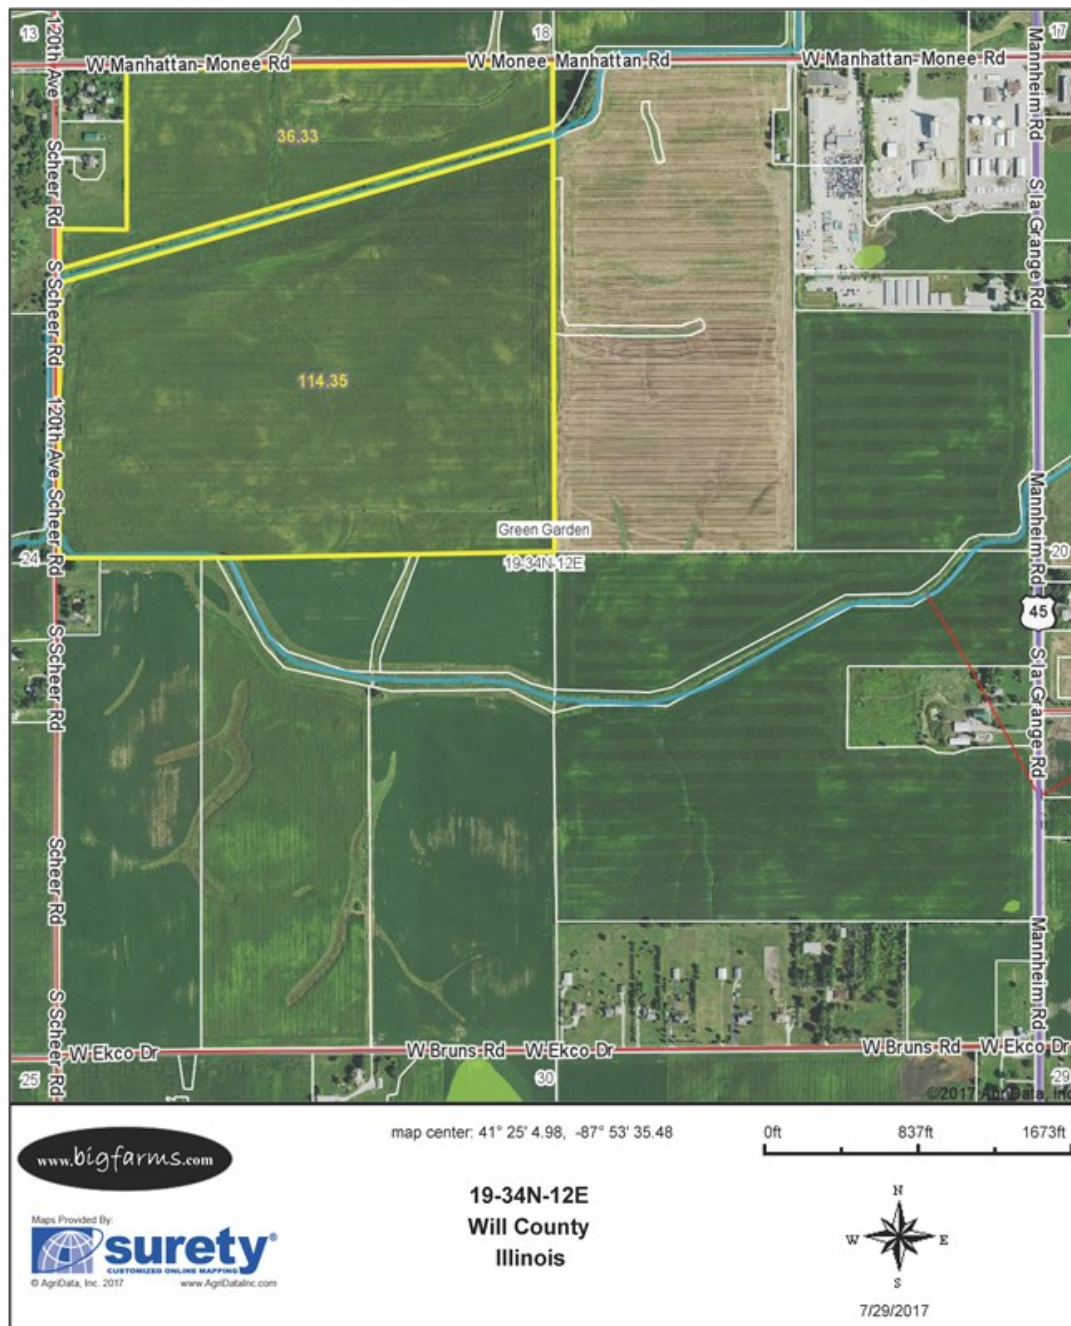 13
18
17
W Manhattan-Monee Rd
W Monee Manhattan Rd
W Manhattan-Monee Rd
120th Ave
Scheer Rd
S Scheer Rd
120th Ave
Scheer Rd
S Scheer Rd
Scheer Rd
S Scheer Rd
Mannheim Rd
S la Grange Rd
Mannheim Rd
S la Grange Rd
Mannheim Rd
36.33
114.35
Green Garden
24
19-34N-12E
20
45
W Ekco Dr
W Bruns Rd
W Ekco Dr
W Bruns Rd
W Ekco Dr
25
30
29
©2017 AgriData, Inc
map center: 41° 25' 4.98, -87° 53' 35.48
0ft 837ft 1673ft
www.bigfarms.com
19-34N-12E
Will County
Illinois
Maps Provided By:
surety®
CUSTOMIZED ONLINE MAPPING
© AgriData, Inc. 2017 www.AgriDataInc.com
N
W E
S
7/29/2017